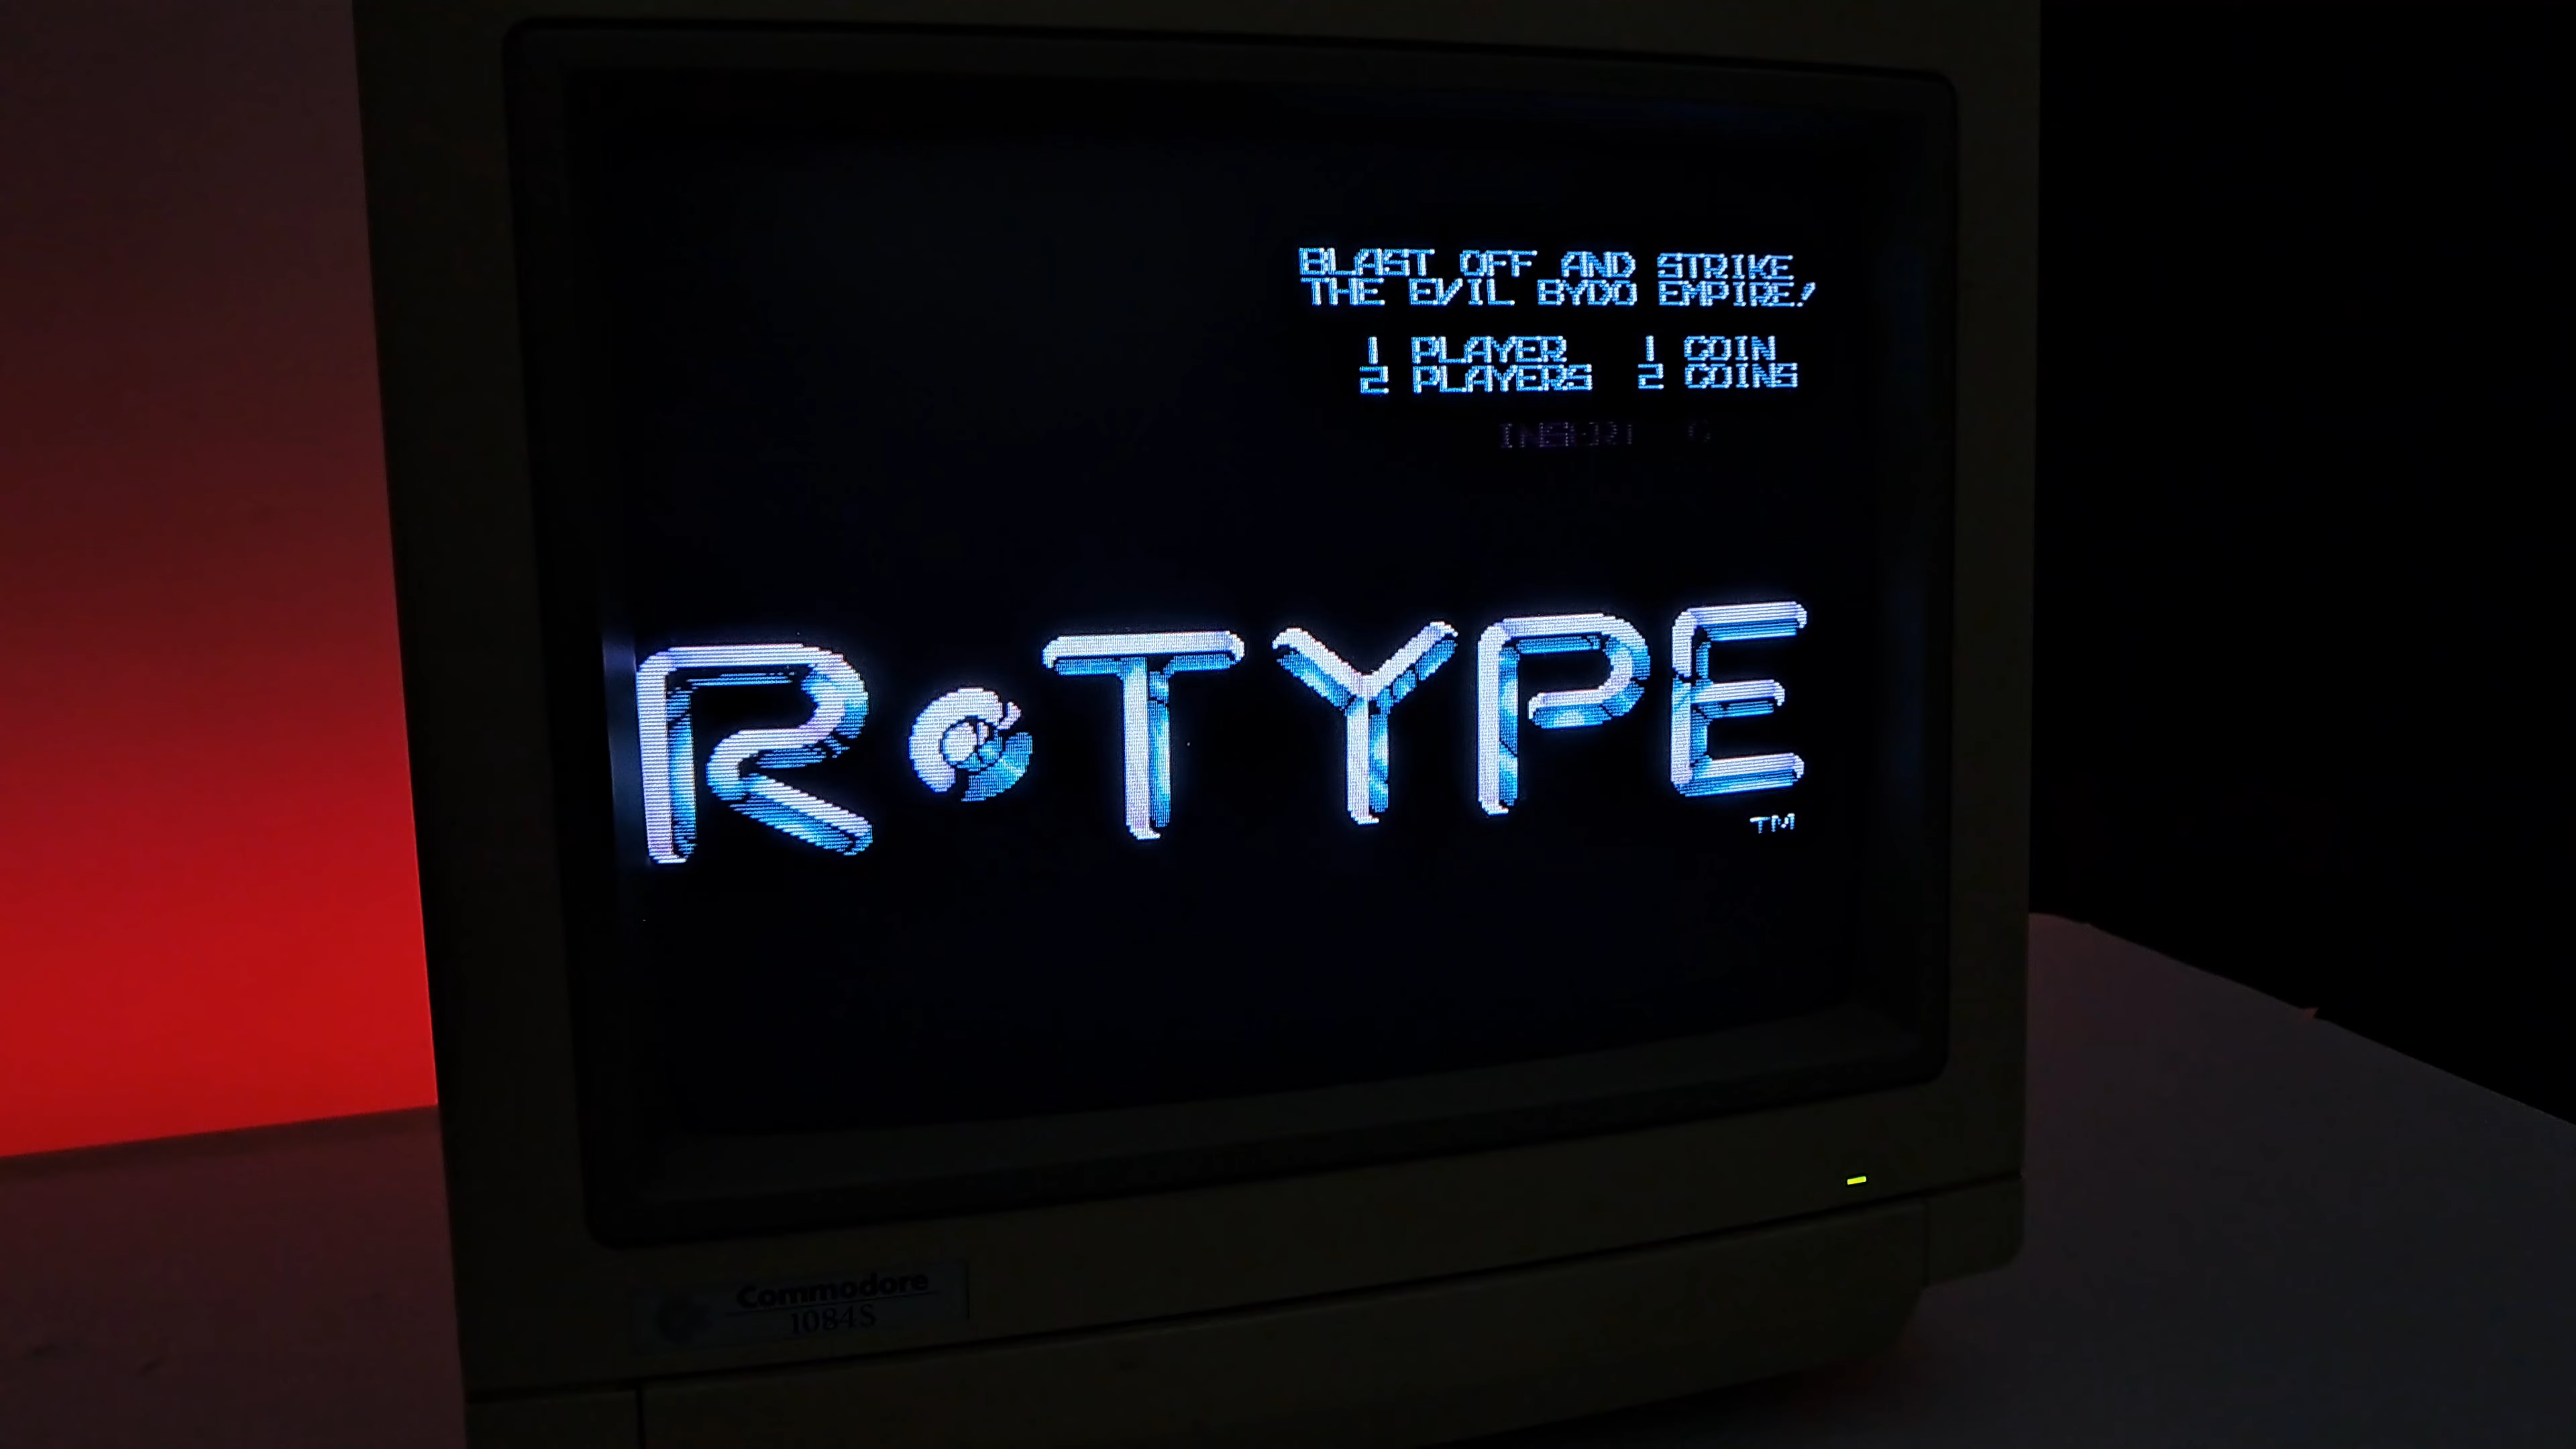 BLAST OFF AND STRIKE
THE EVIL BYDO EMPIRE!
1 PLAYER 1 COIN
2 PLAYERS 2 COINS
INSERT C
R•TYPE
TM
Commodore
1084S